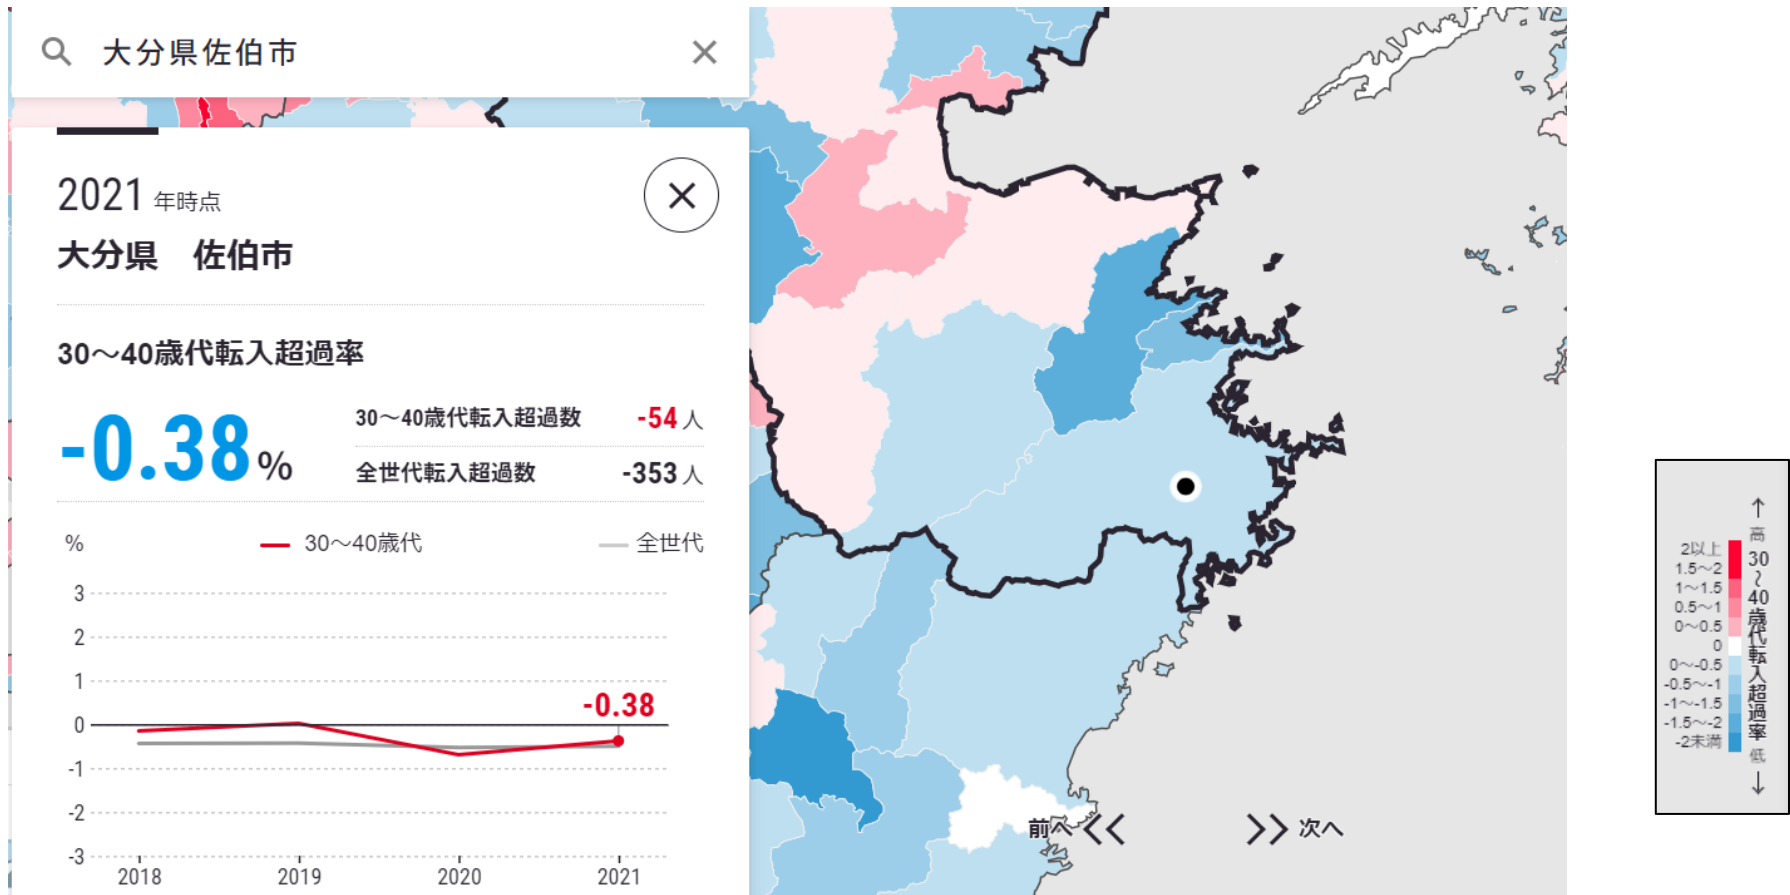 大分県佐伯市
2021 年時点
大分県　佐伯市
30～40歳代転入超過率
-0.38%
30～40歳代転入超過数 -54人
全世代転入超過数 -353人
% 30～40歳代 全世代
3
2
1
0
-1
-2
-3
-0.38
2018 2019 2020 2021
前へ 次へ
↑
高
30～40歳代転入超過率
低
↓
2以上
1.5～2
1～1.5
0.5～1
0～0.5
0
0～-0.5
-0.5～-1
-1～-1.5
-1.5～-2
-2未満